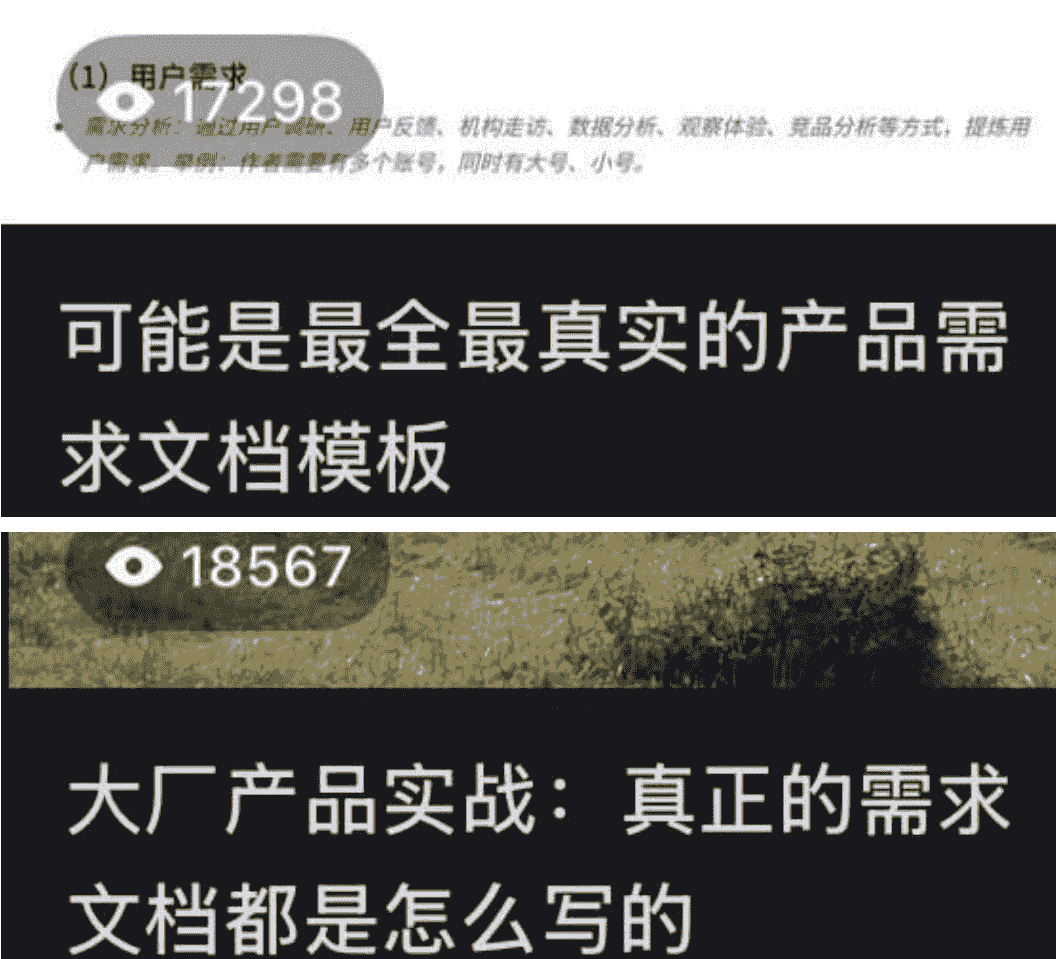 (1) 用户需求
17298
• 需求分析：通过用户调研、用户反馈、机构走访、数据分析、观察体验、竞品分析等方式，提炼用
户需求。举例：作者需要有多个账号，同时有大号、小号。
可能是最全最真实的产品需
求文档模板
18567
大厂产品实战：真正的需求
文档都是怎么写的